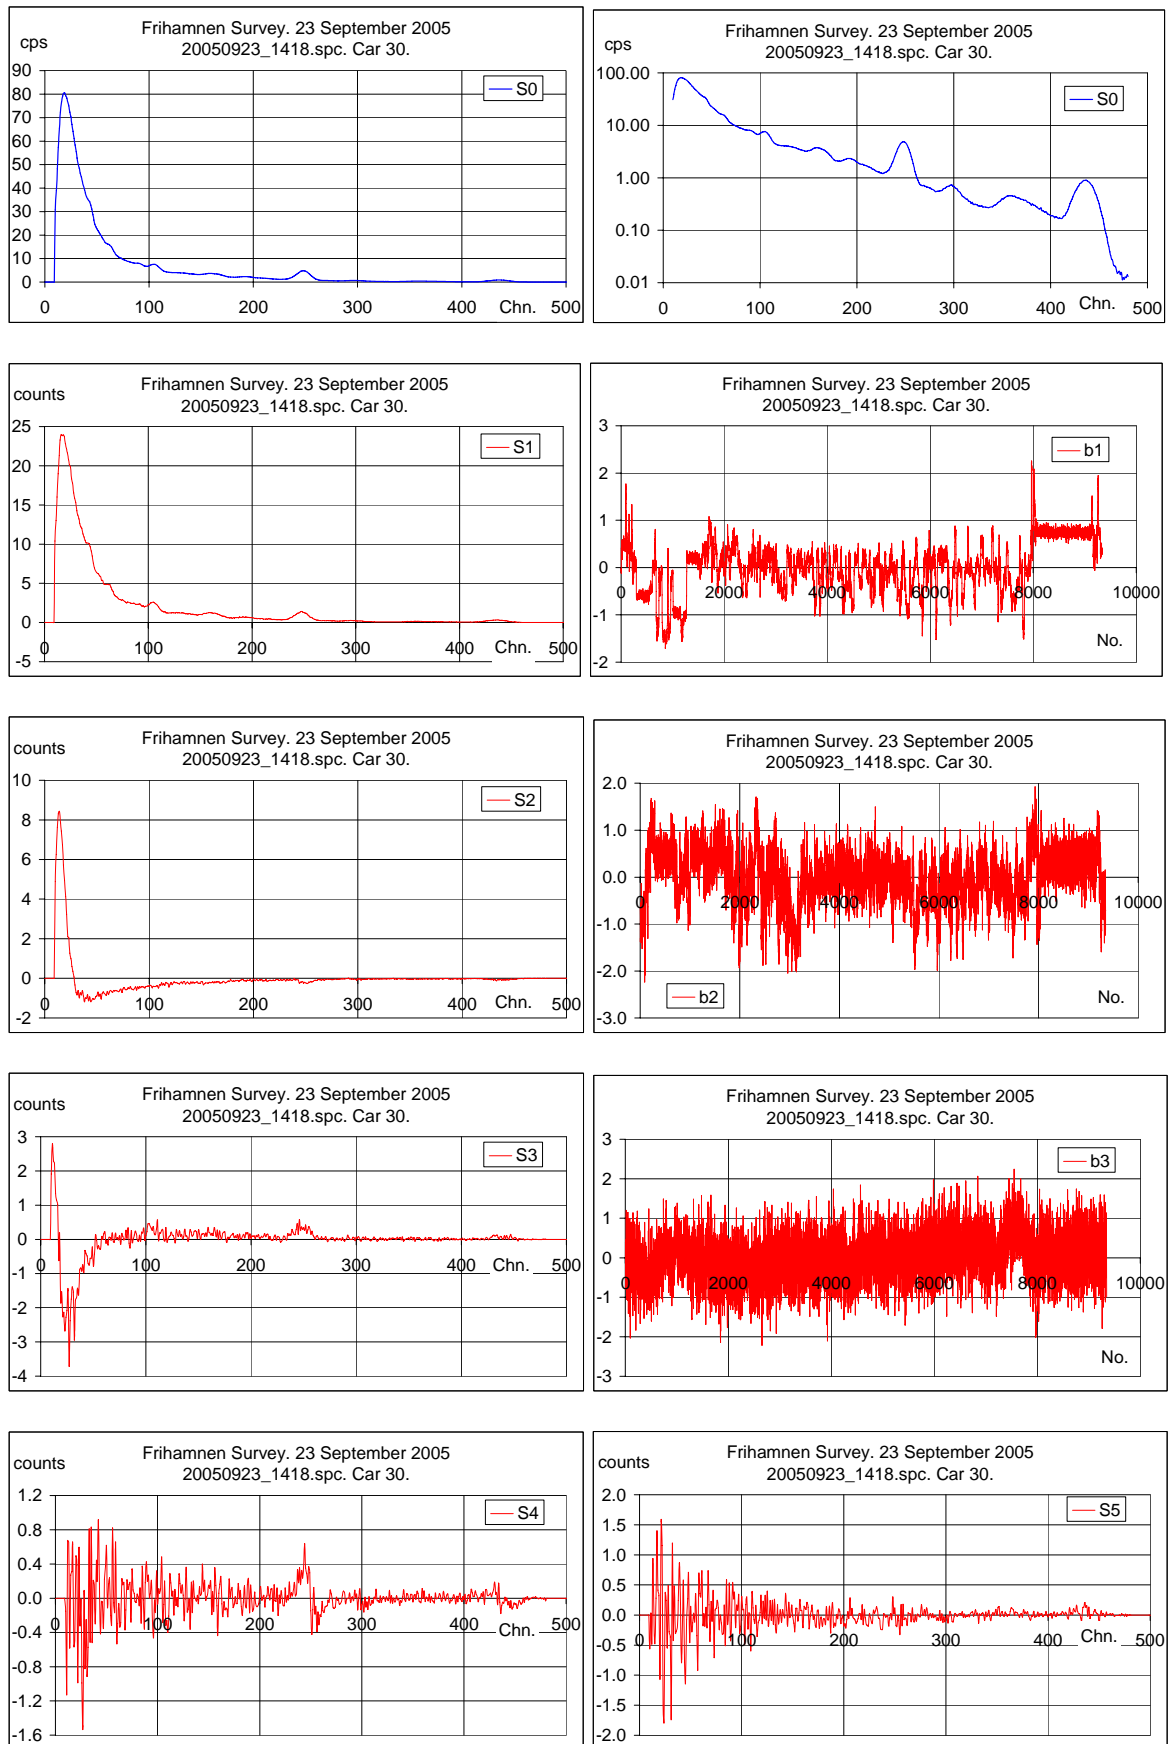 Frihamnen Survey. 23 September 2005
20050923_1418.spc. Car 30.
cps
90
80
70
60
50
40
30
20
10
0
S0
0 100 200 300 400 Chn. 500
Frihamnen Survey. 23 September 2005
20050923_1418.spc. Car 30.
cps
100.00
10.00
1.00
0.10
0.01
S0
0 100 200 300 400 Chn. 500
Frihamnen Survey. 23 September 2005
20050923_1418.spc. Car 30.
counts
25
20
15
10
5
0
-5
S1
0 100 200 300 400 Chn. 500
Frihamnen Survey. 23 September 2005
20050923_1418.spc. Car 30.
3
2
1
0
-1
-2
b1
0 2000 4000 6000 8000 10000
No.
Frihamnen Survey. 23 September 2005
20050923_1418.spc. Car 30.
counts
10
8
6
4
2
0
-2
S2
0 100 200 300 400 Chn. 500
Frihamnen Survey. 23 September 2005
20050923_1418.spc. Car 30.
2.0
1.0
0.0
-1.0
-2.0
-3.0
0 2000 4000 6000 8000 10000
b2
No.
Frihamnen Survey. 23 September 2005
20050923_1418.spc. Car 30.
counts
3
2
1
0
-1
-2
-3
-4
S3
0 100 200 300 400 Chn. 500
Frihamnen Survey. 23 September 2005
20050923_1418.spc. Car 30.
3
2
1
0
-1
-2
-3
b3
0 2000 4000 6000 8000 10000
No.
Frihamnen Survey. 23 September 2005
20050923_1418.spc. Car 30.
counts
1.2
0.8
0.4
0.0
-0.4
-0.8
-1.2
-1.6
S4
0 100 200 300 400 500
Chn.
Frihamnen Survey. 23 September 2005
20050923_1418.spc. Car 30.
counts
2.0
1.5
1.0
0.5
0.0
-0.5
-1.0
-1.5
-2.0
S5
0 100 200 300 400 Chn. 500